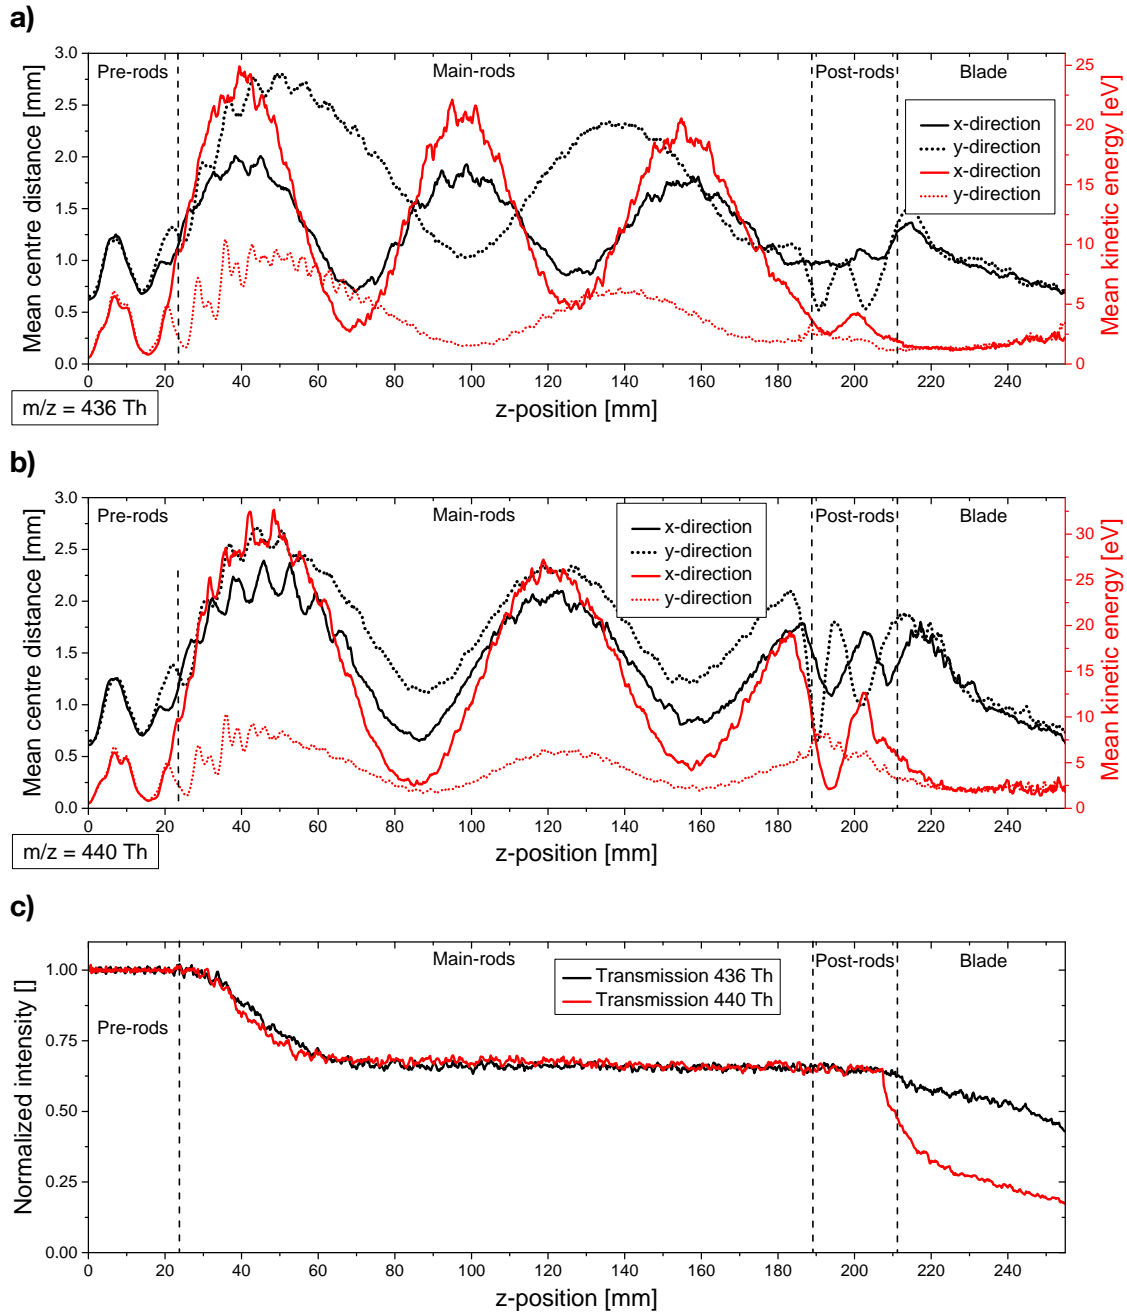 a)
Pre-rods Main-rods Post-rods Blade
x-direction
y-direction
x-direction
y-direction
Mean centre distance [mm]
3.0
2.5
2.0
1.5
1.0
0.5
0.0
Mean kinetic energy [eV]
25
20
15
10
5
0
0 20 40 60 80 100 120 140 160 180 200 220 240
z-position [mm]
m/z = 436 Th
b)
Pre-rods Main-rods Post-rods Blade
x-direction
y-direction
x-direction
y-direction
Mean centre distance [mm]
3.0
2.5
2.0
1.5
1.0
0.5
0.0
Mean kinetic energy [eV]
30
25
20
15
10
5
0
0 20 40 60 80 100 120 140 160 180 200 220 240
z-position [mm]
m/z = 440 Th
c)
Main-rods Post-rods Blade
Transmission 436 Th
Transmission 440 Th
Pre-rods
Normalized intensity []
1.00
0.75
0.50
0.25
0.00
0 20 40 60 80 100 120 140 160 180 200 220 240
z-position [mm]